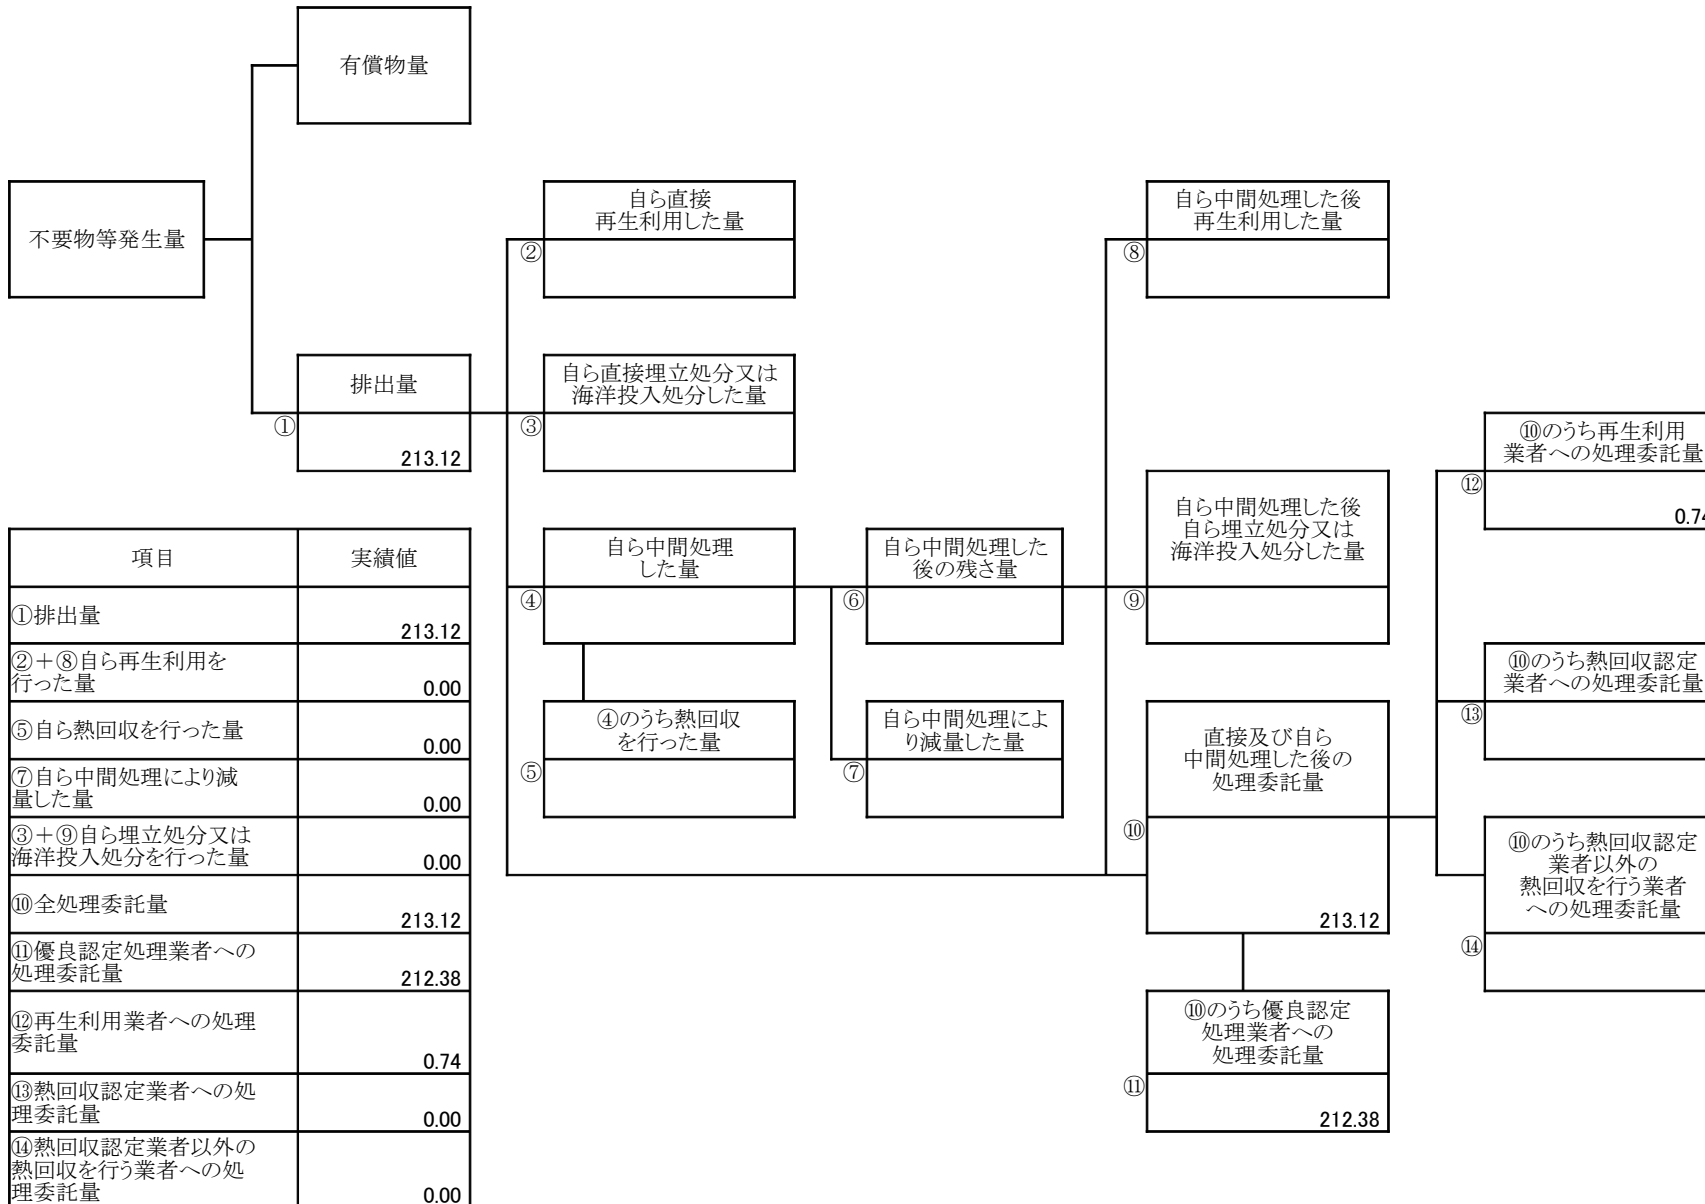 有償物量
不要物等発生量
自ら直接
再生利用した量
②
自ら中間処理した後
再生利用した量
⑧
排出量
①
213.12
自ら直接埋立処分又は
海洋投入処分した量
③
⑩のうち再生利用
業者への処理委託量
⑫
0.74
自ら中間処理
した量
④
自ら中間処理した
後の残さ量
⑥
自ら中間処理した後
自ら埋立処分又は
海洋投入処分した量
⑨
⑩のうち熱回収認定
業者への処理委託量
⑬
④のうち熱回収
を行った量
⑤
自ら中間処理によ
り減量した量
⑦
直接及び自ら
中間処理した後の
処理委託量
⑩
213.12
⑩のうち熱回収認定
業者以外の
熱回収を行う業者
への処理委託量
⑭
⑩のうち優良認定
処理業者への
処理委託量
⑪
212.38
項目 実績値
①排出量
213.12
②+⑧自ら再生利用を
行った量
0.00
⑤自ら熱回収を行った量
0.00
⑦自ら中間処理により減
量した量
0.00
③+⑨自ら埋立処分又は
海洋投入処分を行った量
0.00
⑩全処理委託量
213.12
⑪優良認定処理業者への
処理委託量
212.38
⑫再生利用業者への処理
委託量
0.74
⑬熱回収認定業者への処
理委託量
0.00
⑭熱回収認定業者以外の
熱回収を行う業者への処
理委託量
0.00